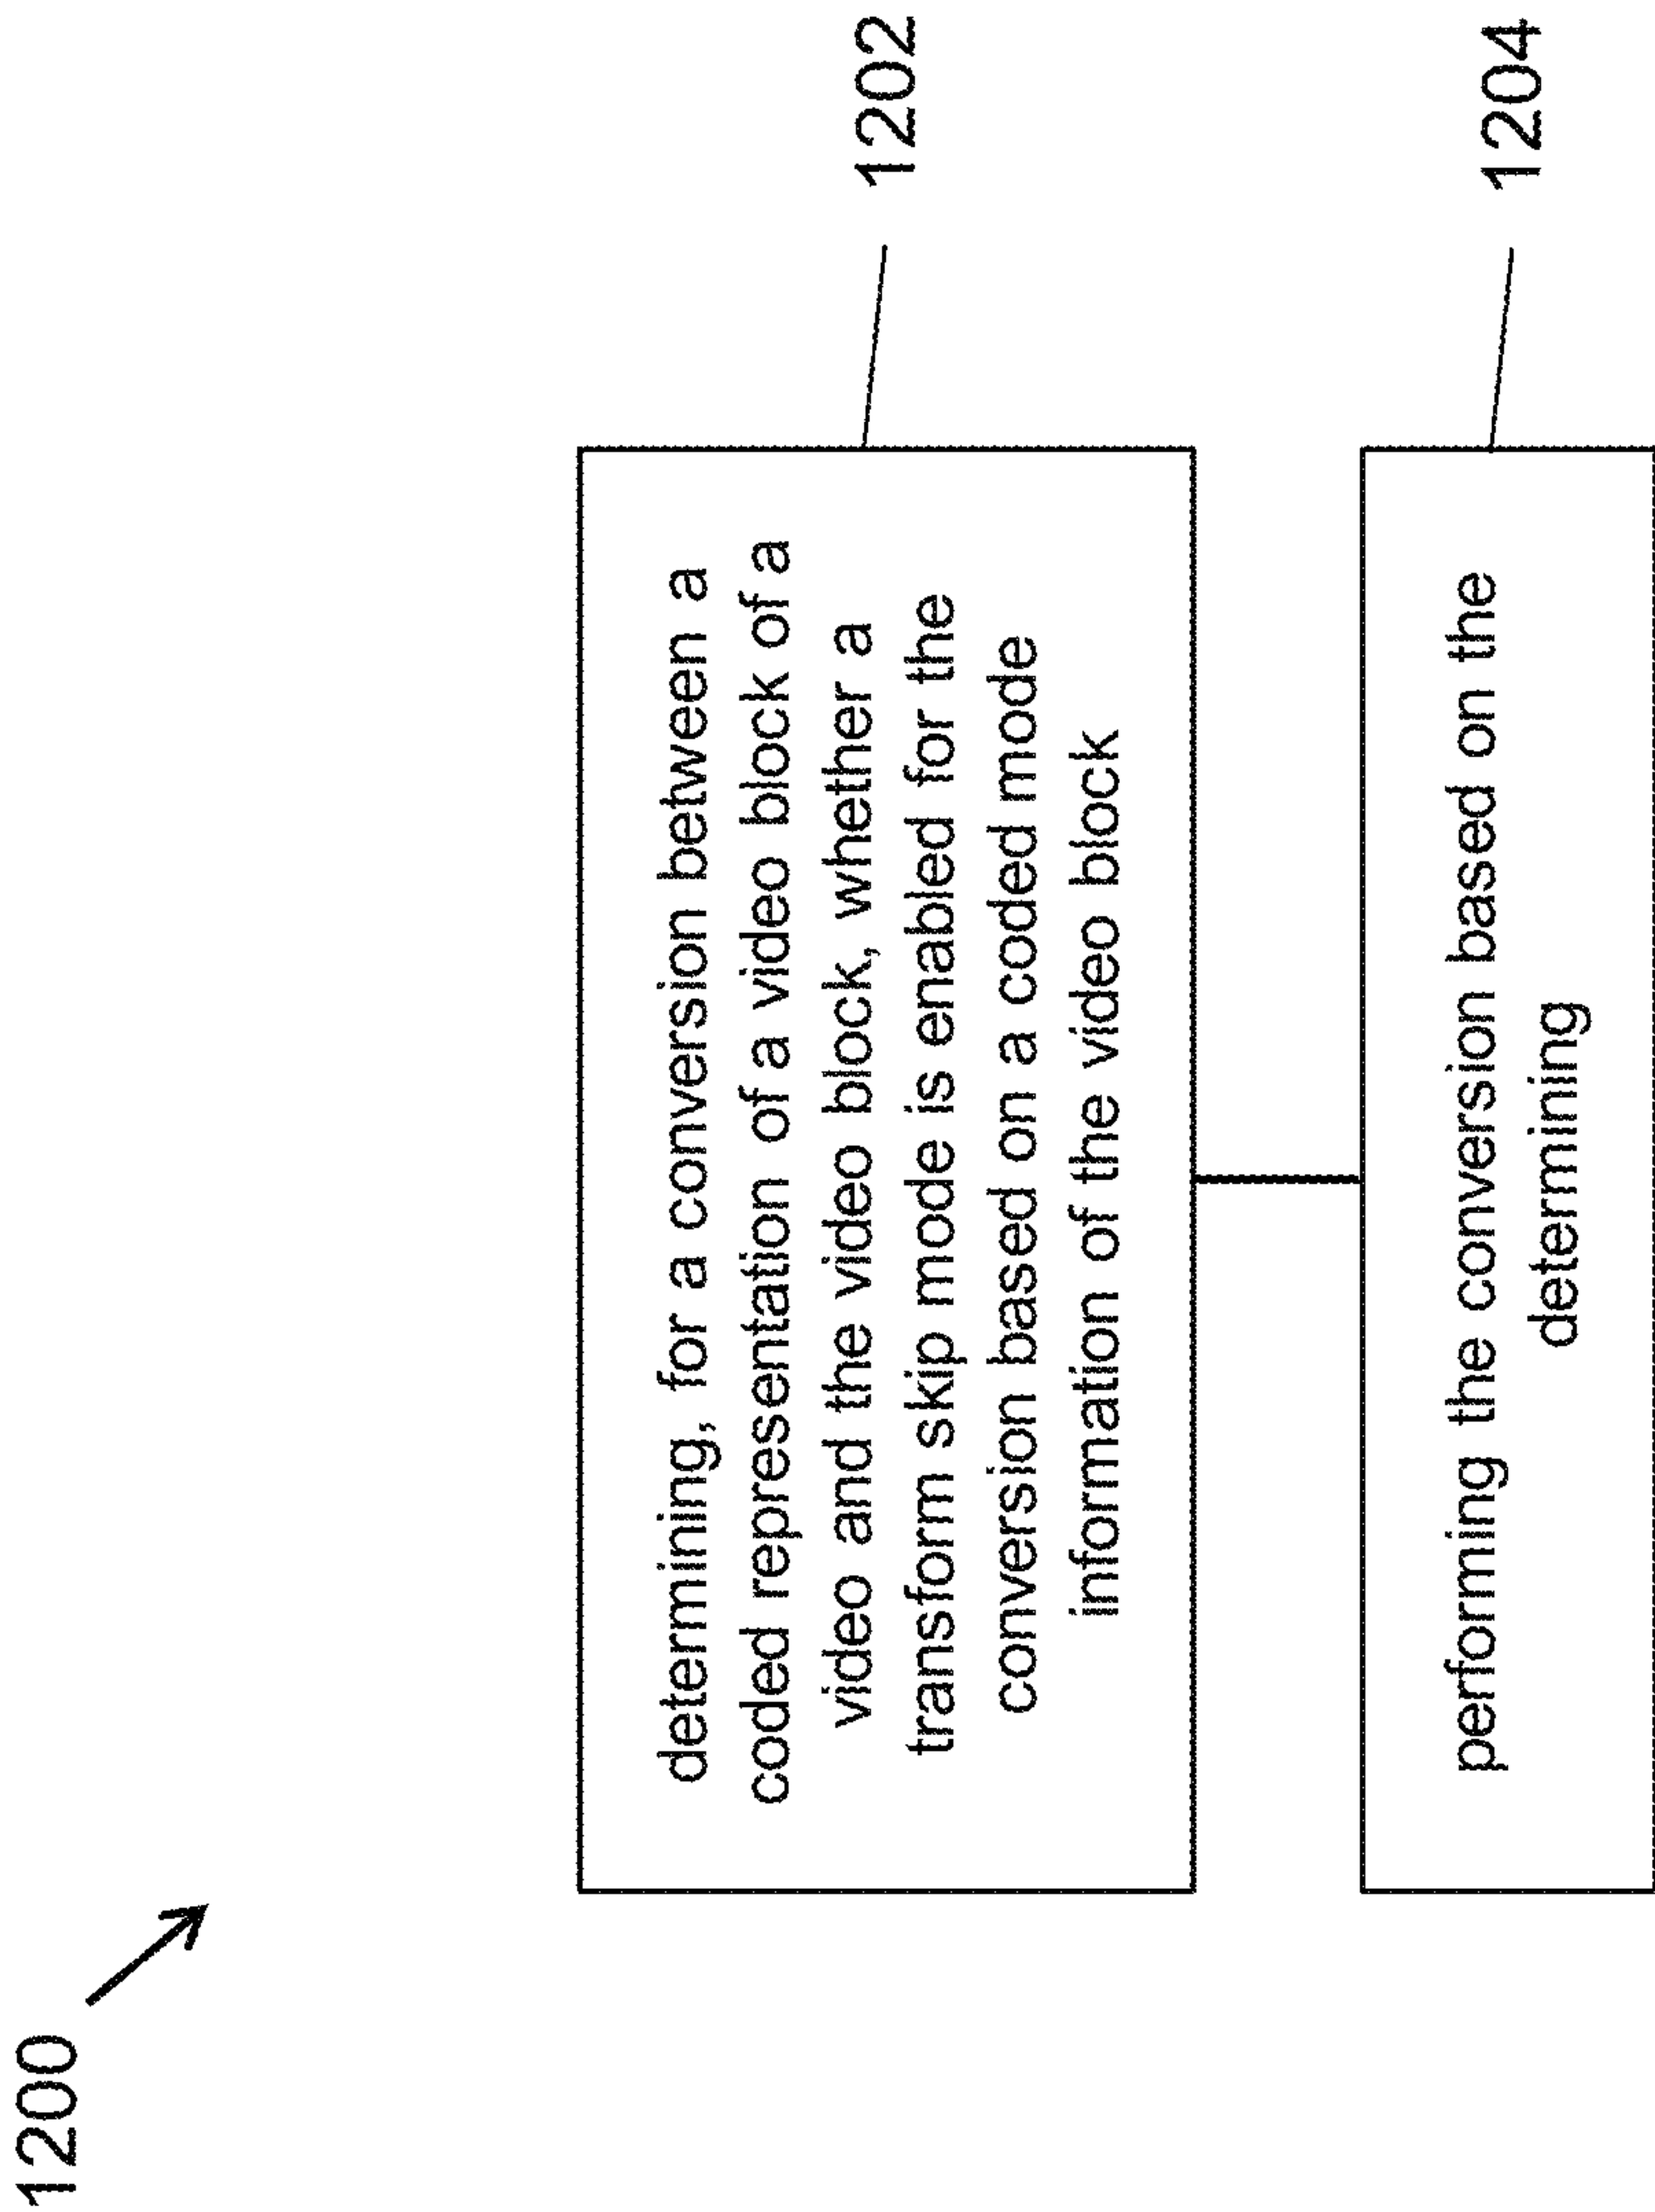 1200
determining, for a conversion between a
coded representation of a video block of a
video and the video block, whether a
transform skip mode is enabled for the
conversion based on a coded mode
information of the video block
1202
performing the conversion based on the
determining
1204